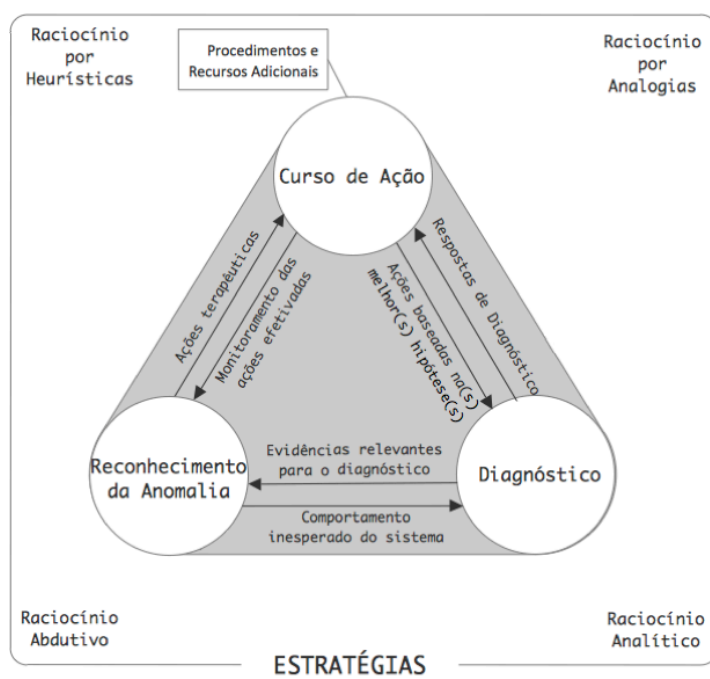 Raciocínio
por
Heurísticas
Procedimentos e
Recursos Adicionais
Raciocínio
por
Analogias
Curso de Ação
Ações terapêuticas
Monitoramento das
ações efetivadas
Ações baseadas na(s)
melhor(s) hipótese(s)
Respostas de Diagnóstico
Reconhecimento
da Anomalia
Evidências relevantes
para o diagnóstico
Comportamento
inesperado do sistema
Diagnóstico
Raciocínio
Abdutivo
Raciocínio
Analítico
ESTRATÉGIAS